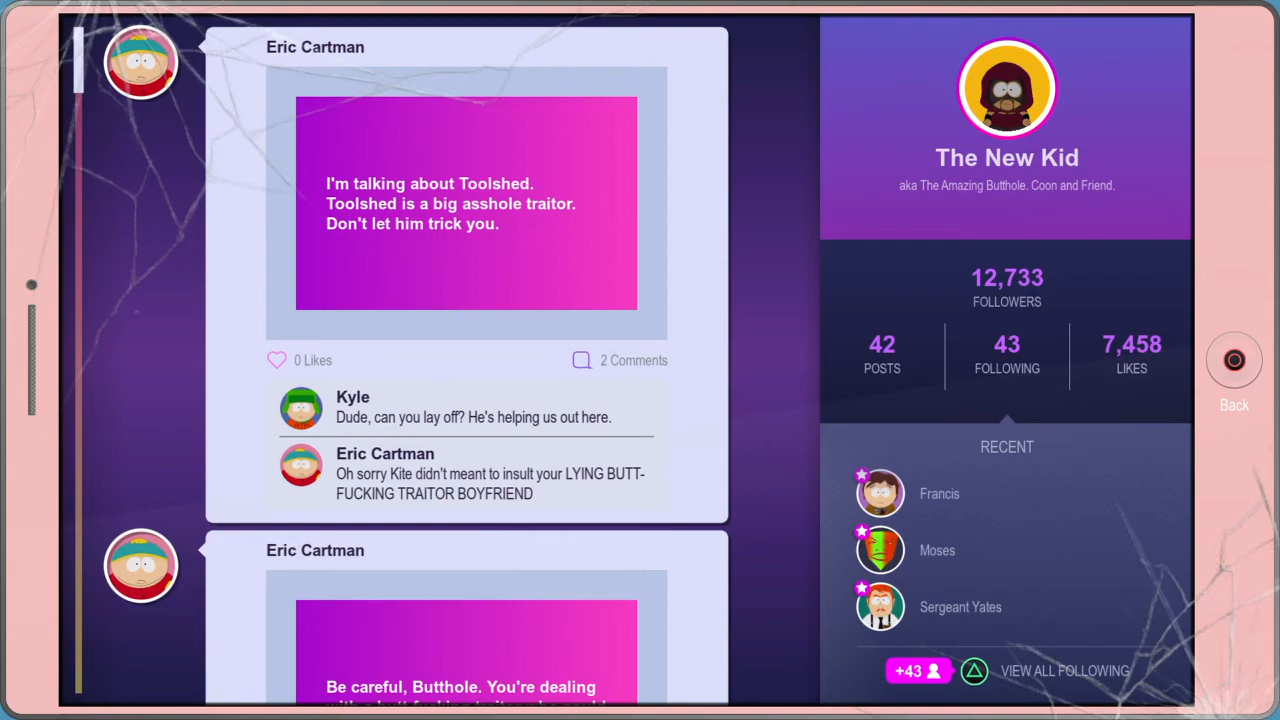 Eric Cartman
I'm talking about Toolshed.
Toolshed is a big asshole traitor.
Don't let him trick you.
0 Likes
2 Comments
Kyle
Dude, can you lay off? He's helping us out here.
Eric Cartman
Oh sorry Kite didn't meant to insult your LYING BUTT-
FUCKING TRAITOR BOYFRIEND
Eric Cartman
Be careful, Butthole. You're dealing
The New Kid
aka The Amazing Butthole. Coon and Friend.
12,733
FOLLOWERS
42
POSTS
43
FOLLOWING
7,458
LIKES
RECENT
Francis
Moses
Sergeant Yates
+43
VIEW ALL FOLLOWING
Back